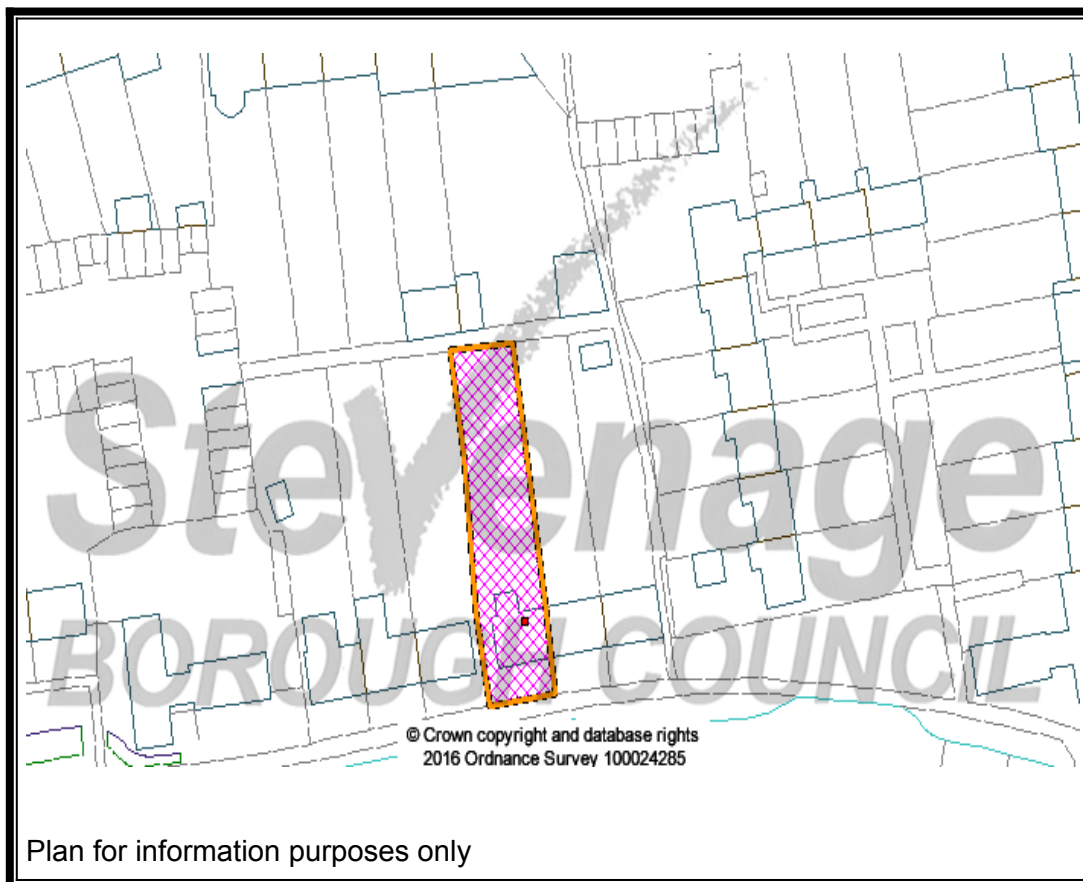 Stevenage
BOROUGH COUNCIL
© Crown copyright and database rights
2016 Ordnance Survey 100024285
Plan for information purposes only